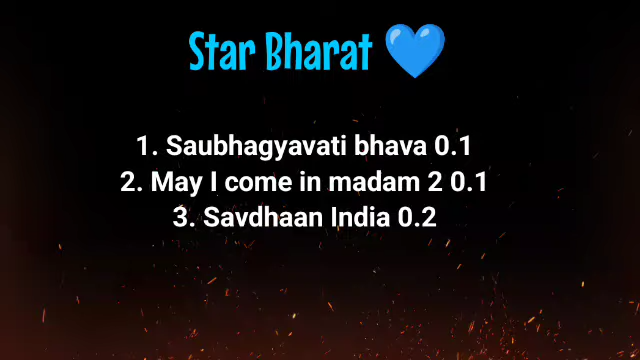 Star Bharat 💙
1. Saubhagyavati bhava 0.1
2. May I come in madam 2 0.1
3. Savdhaan India 0.2